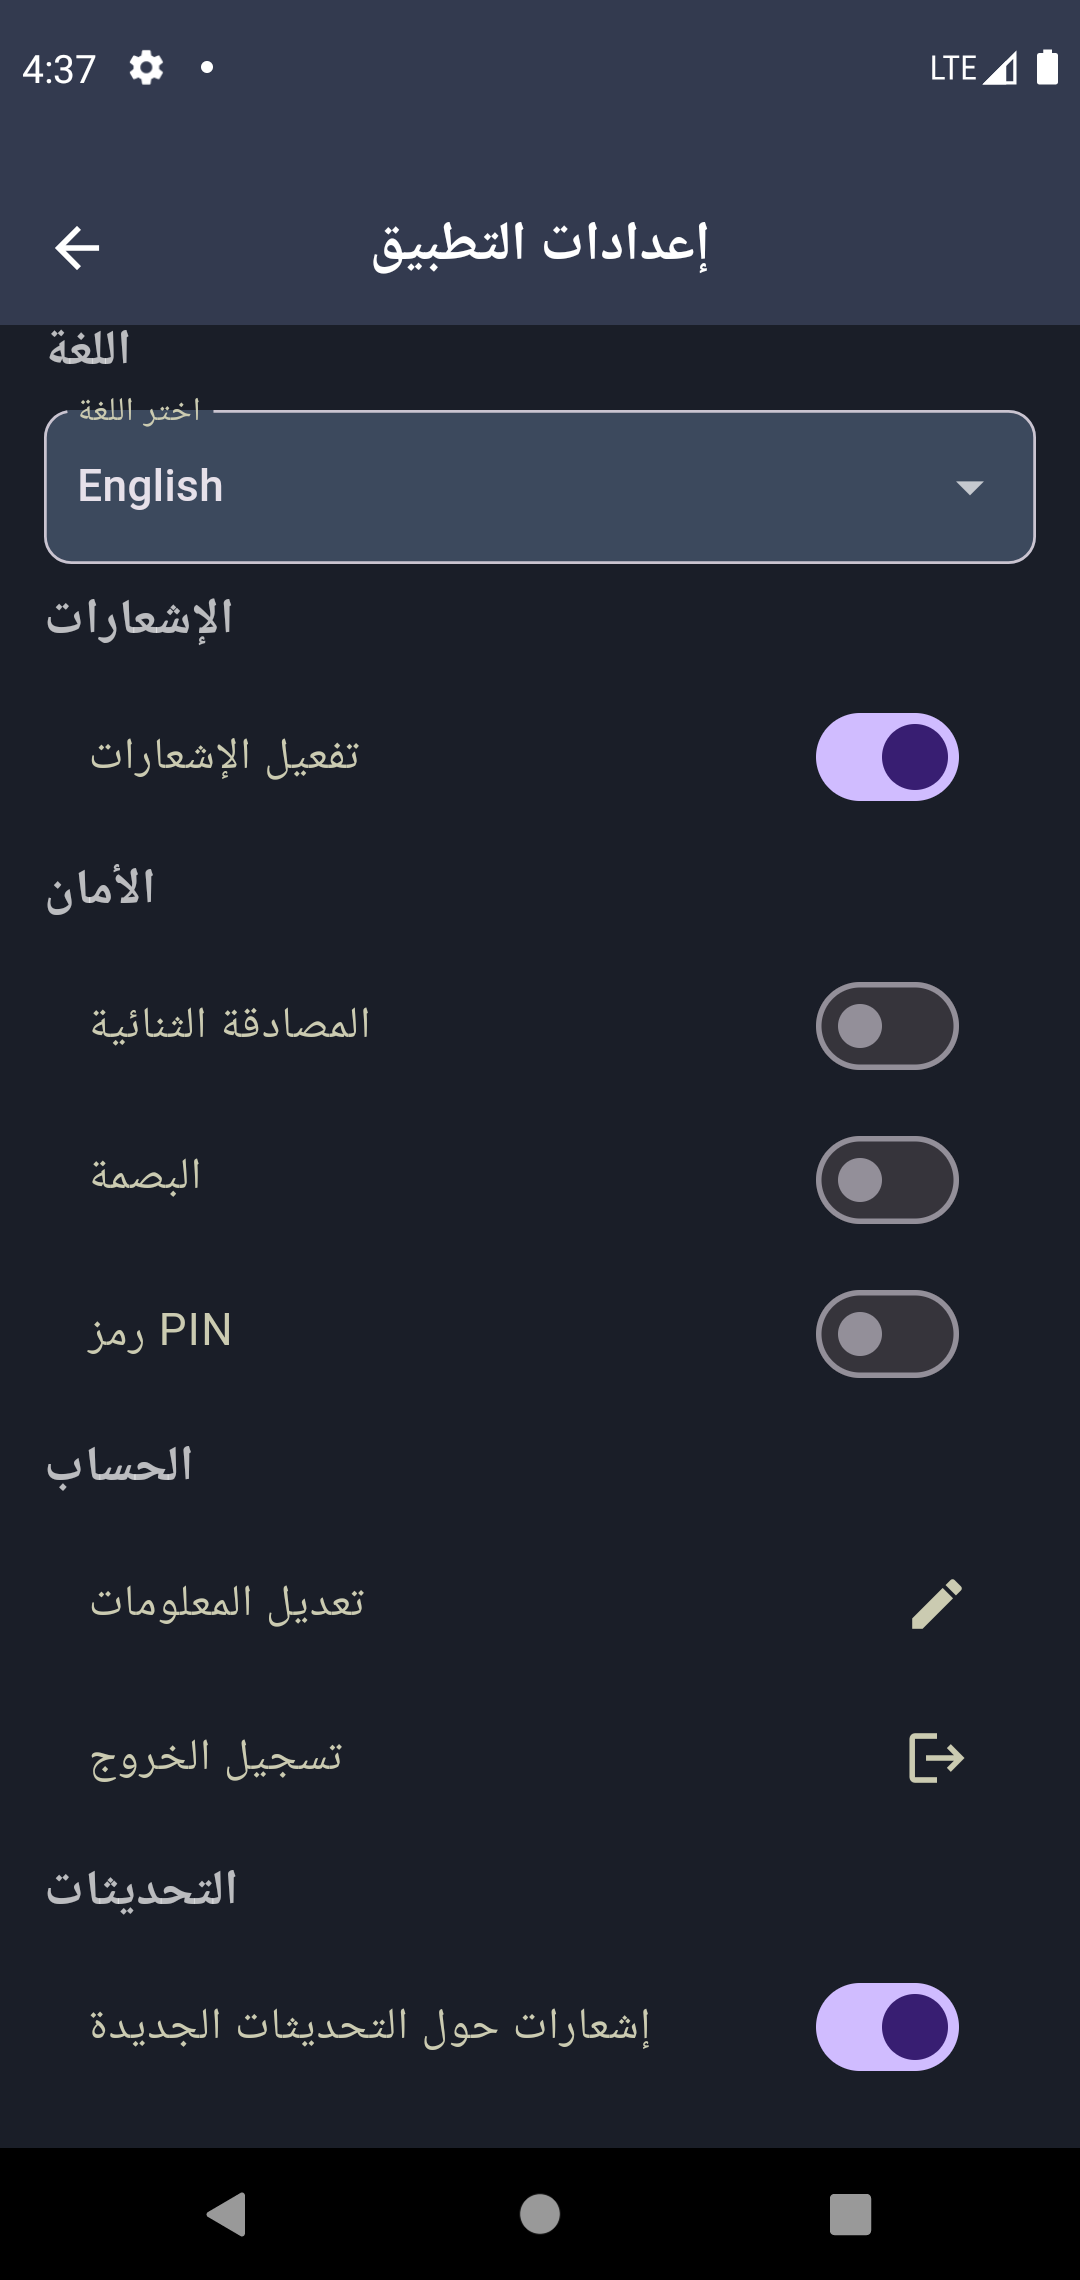 4:37
LTE
إعدادات التطبيق
اللغة
اختر اللغة
English
الإشعارات
تفعيل الإشعارات
الأمان
المصادقة الثنائية
البصمة
رمز PIN
الحساب
تعديل المعلومات
تسجيل الخروج
التحديثات
إشعارات حول التحديثات الجديدة